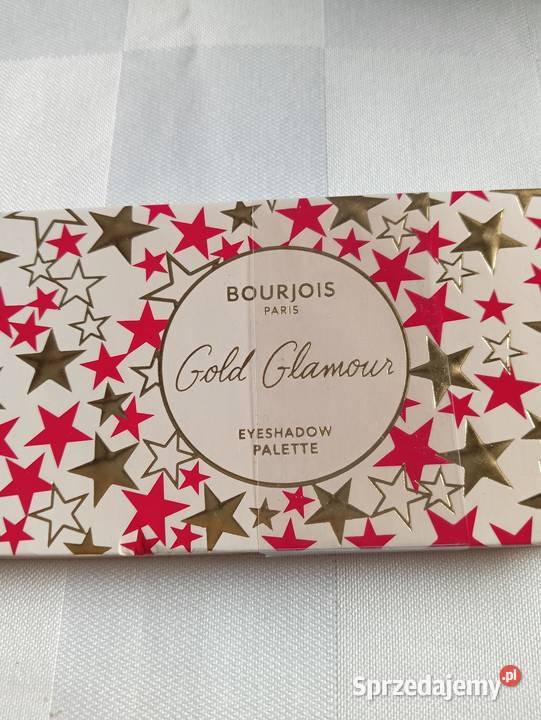 BOURJOIS
PARIS
Gold Glamour
EYESHADOW
PALETTE
Sprzedajemy.pl